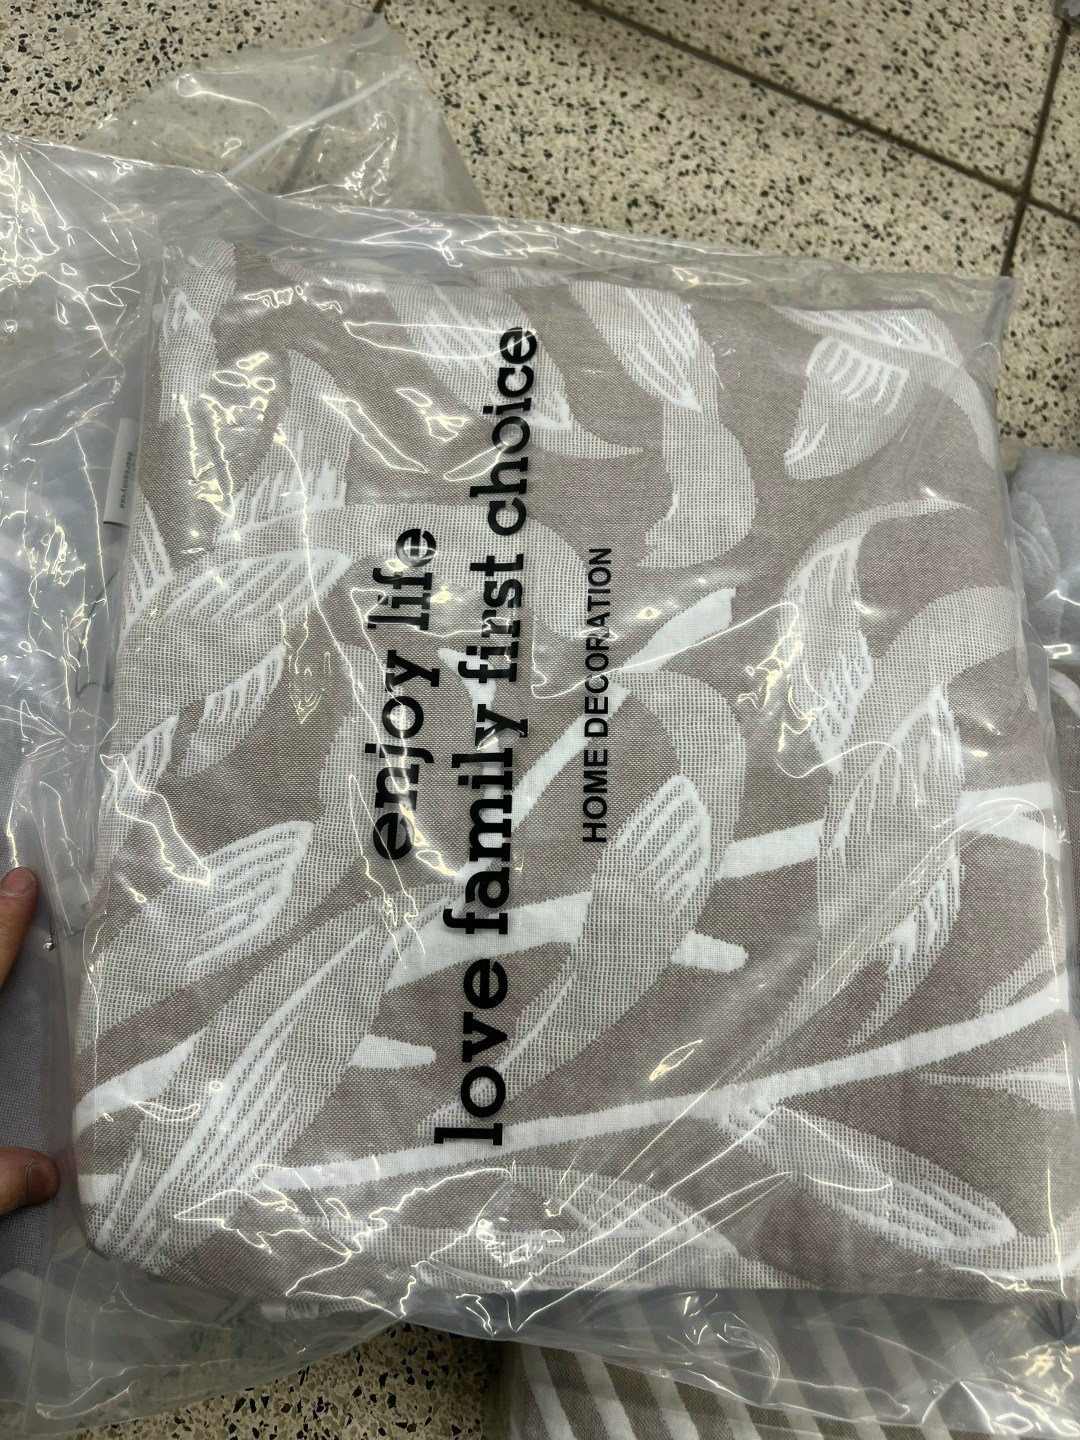 enjoy life
love family first choice
HOME DECORATION